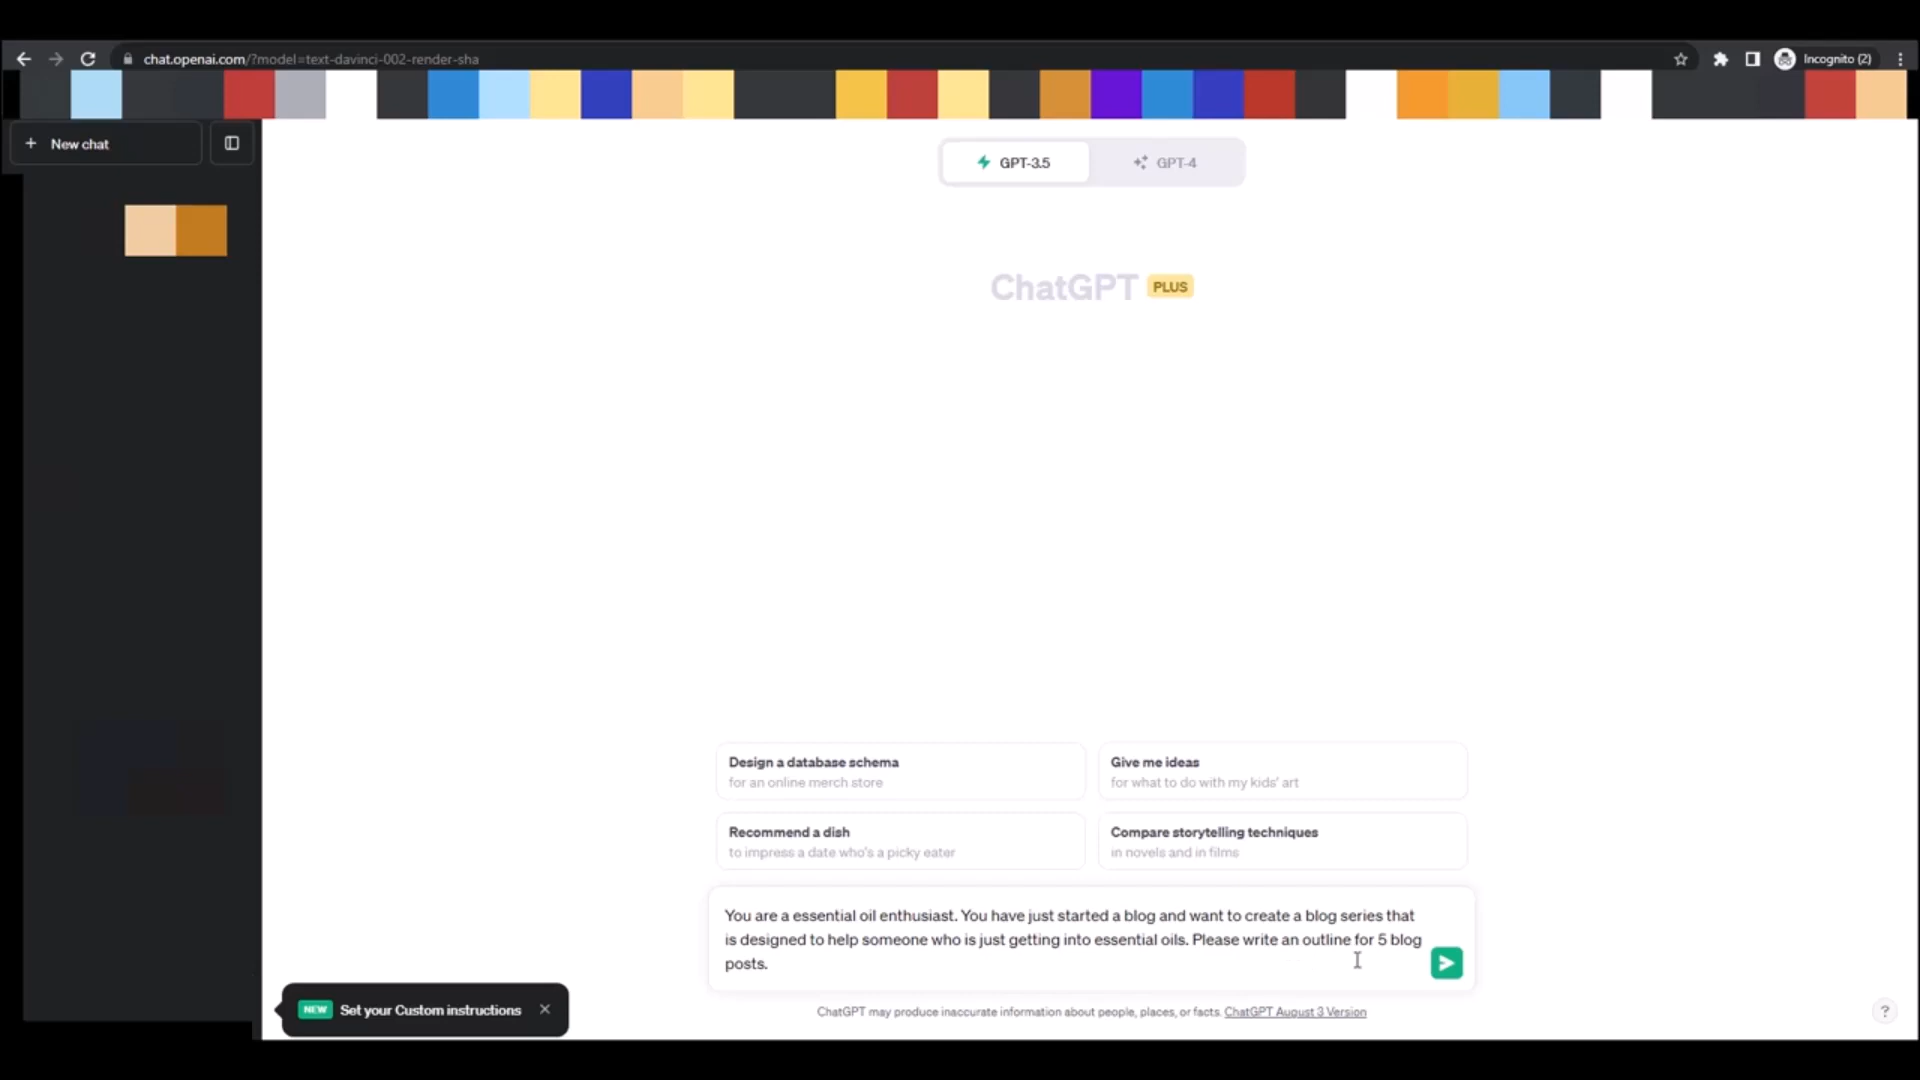 chat.openai.com/?model=text-davinci-002-render-sha
Incognito (2)
New chat
GPT-3.5
GPT-4
ChatGPT PLUS
Design a database schema
for an online merch store
Give me ideas
for what to do with my kids' art
Recommend a dish
to impress a date who's a picky eater
Compare storytelling techniques
in novels and in films
You are a essential oil enthusiast. You have just started a blog and want to create a blog series that
is designed to help someone who is just getting into essential oils. Please write an outline for 5 blog
posts.
NEW Set your Custom instructions
ChatGPT may produce inaccurate information about people, places, or facts. ChatGPT August 3 Version
?